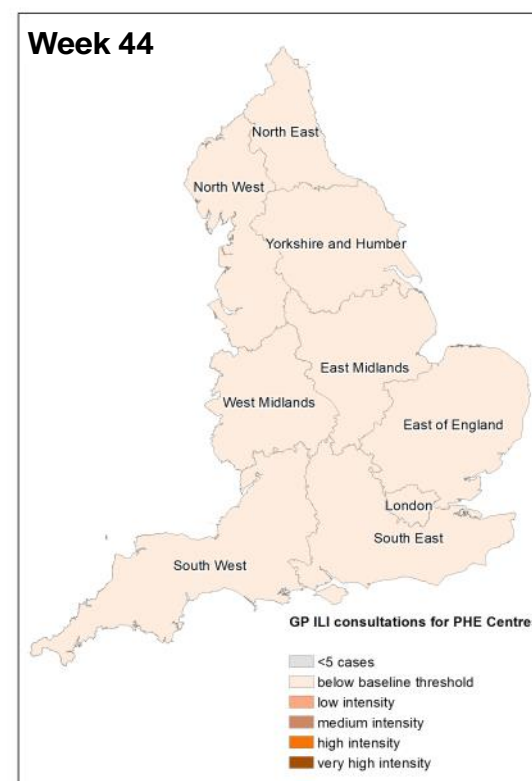 Week 44
North East
North West
Yorkshire and Humber
East Midlands
West Midlands
East of England
London
South East
South West
GP ILI consultations for PHE Centre
<5 cases
below baseline threshold
low intensity
medium intensity
high intensity
very high intensity